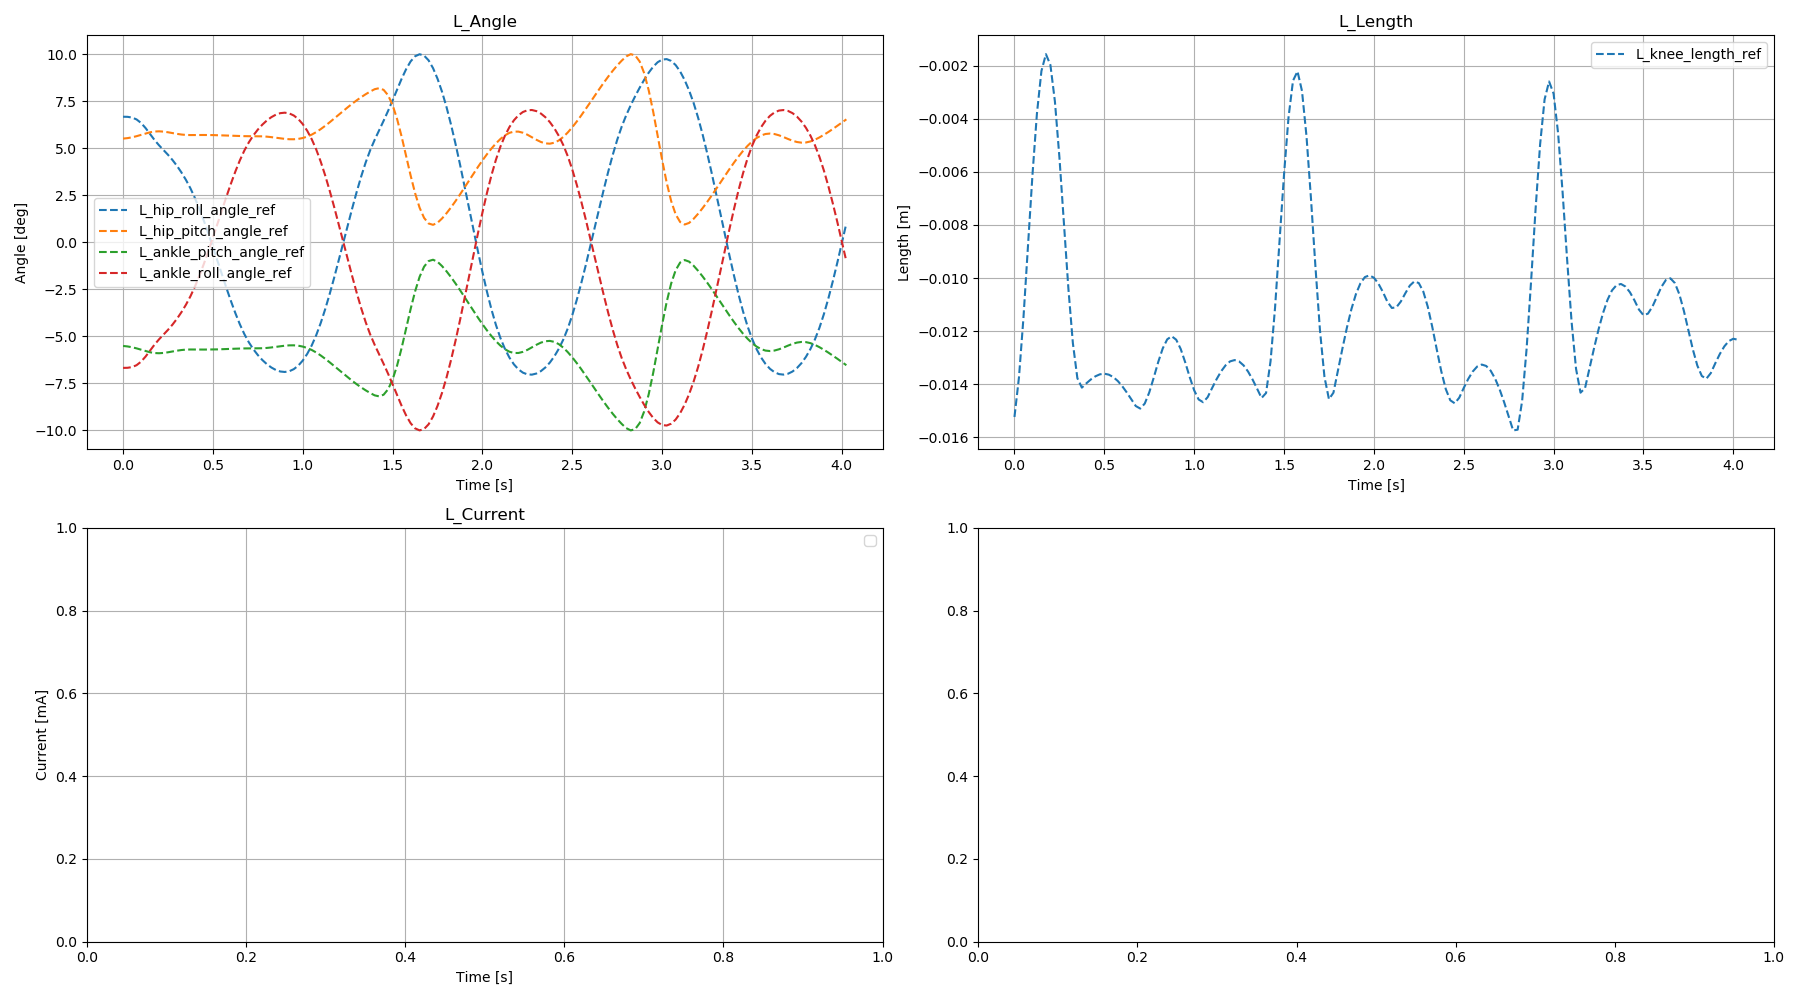 L_Angle
Angle [deg]
10.0
7.5
5.0
2.5
0.0
−2.5
−5.0
−7.5
−10.0
L_hip_roll_angle_ref
L_hip_pitch_angle_ref
L_ankle_pitch_angle_ref
L_ankle_roll_angle_ref
0.0 0.5 1.0 1.5 2.0 2.5 3.0 3.5 4.0
Time [s]
L_Length
Length [m]
−0.002
−0.004
−0.006
−0.008
−0.010
−0.012
−0.014
−0.016
L_knee_length_ref
0.0 0.5 1.0 1.5 2.0 2.5 3.0 3.5 4.0
Time [s]
L_Current
Current [mA]
1.0
0.8
0.6
0.4
0.2
0.0
0.0 0.2 0.4 0.6 0.8 1.0
Time [s]
1.0
0.8
0.6
0.4
0.2
0.0
0.0 0.2 0.4 0.6 0.8 1.0